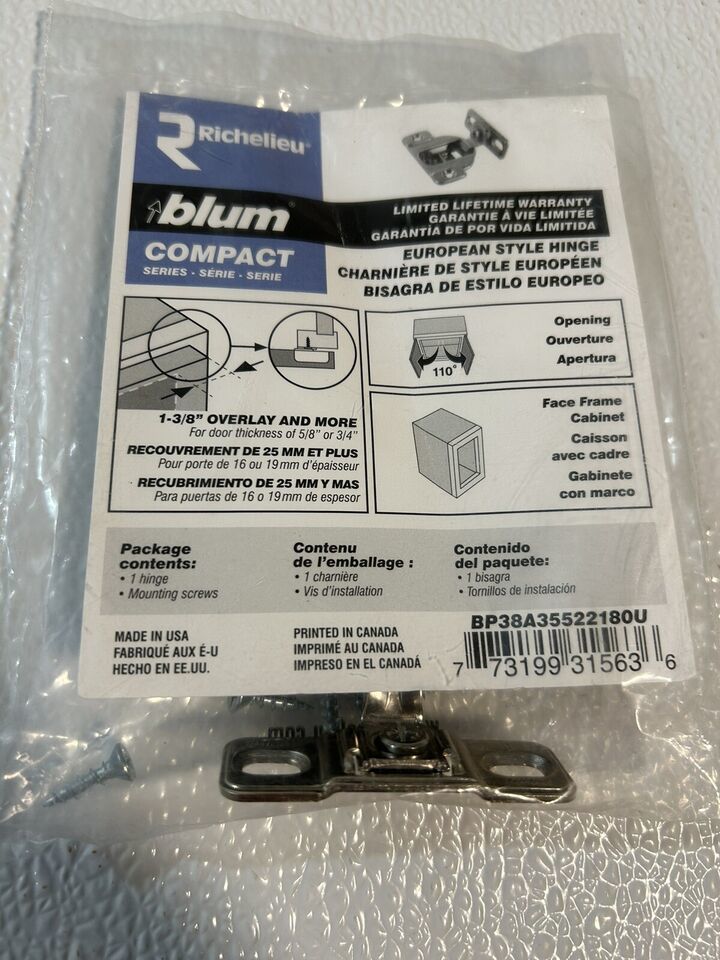 Richelieu®
blum®
COMPACT
SERIES - SÉRIE - SERIE
LIMITED LIFETIME WARRANTY
GARANTIE À VIE LIMITÉE
GARANTÍA DE POR VIDA LIMITIDA
EUROPEAN STYLE HINGE
CHARNIÈRE DE STYLE EUROPÉEN
BISAGRA DE ESTILO EUROPEO
1-3/8" OVERLAY AND MORE
For door thickness of 5/8" or 3/4"
RECOUVREMENT DE 25 MM ET PLUS
Pour porte de 16 ou 19 mm d'épaisseur
RECUBRIMIENTO DE 25 MM Y MAS
Para puertas de 16 o 19 mm de espesor
Opening
Ouverture
Apertura
110°
Face Frame
Cabinet
Caisson
avec cadre
Gabinete
con marco
Package
contents:
• 1 hinge
• Mounting screws
Contenu
de l'emballage :
• 1 charnière
• Vis d'installation
Contenido
del paquete:
• 1 bisagra
• Tornillos de instalación
MADE IN USA
FABRIQUÉ AUX É-U
HECHO EN EE.UU.
PRINTED IN CANADA
IMPRIMÉ AU CANADA
IMPRESO EN EL CANADÁ
BP38A35522180U
7 73199 31563 6